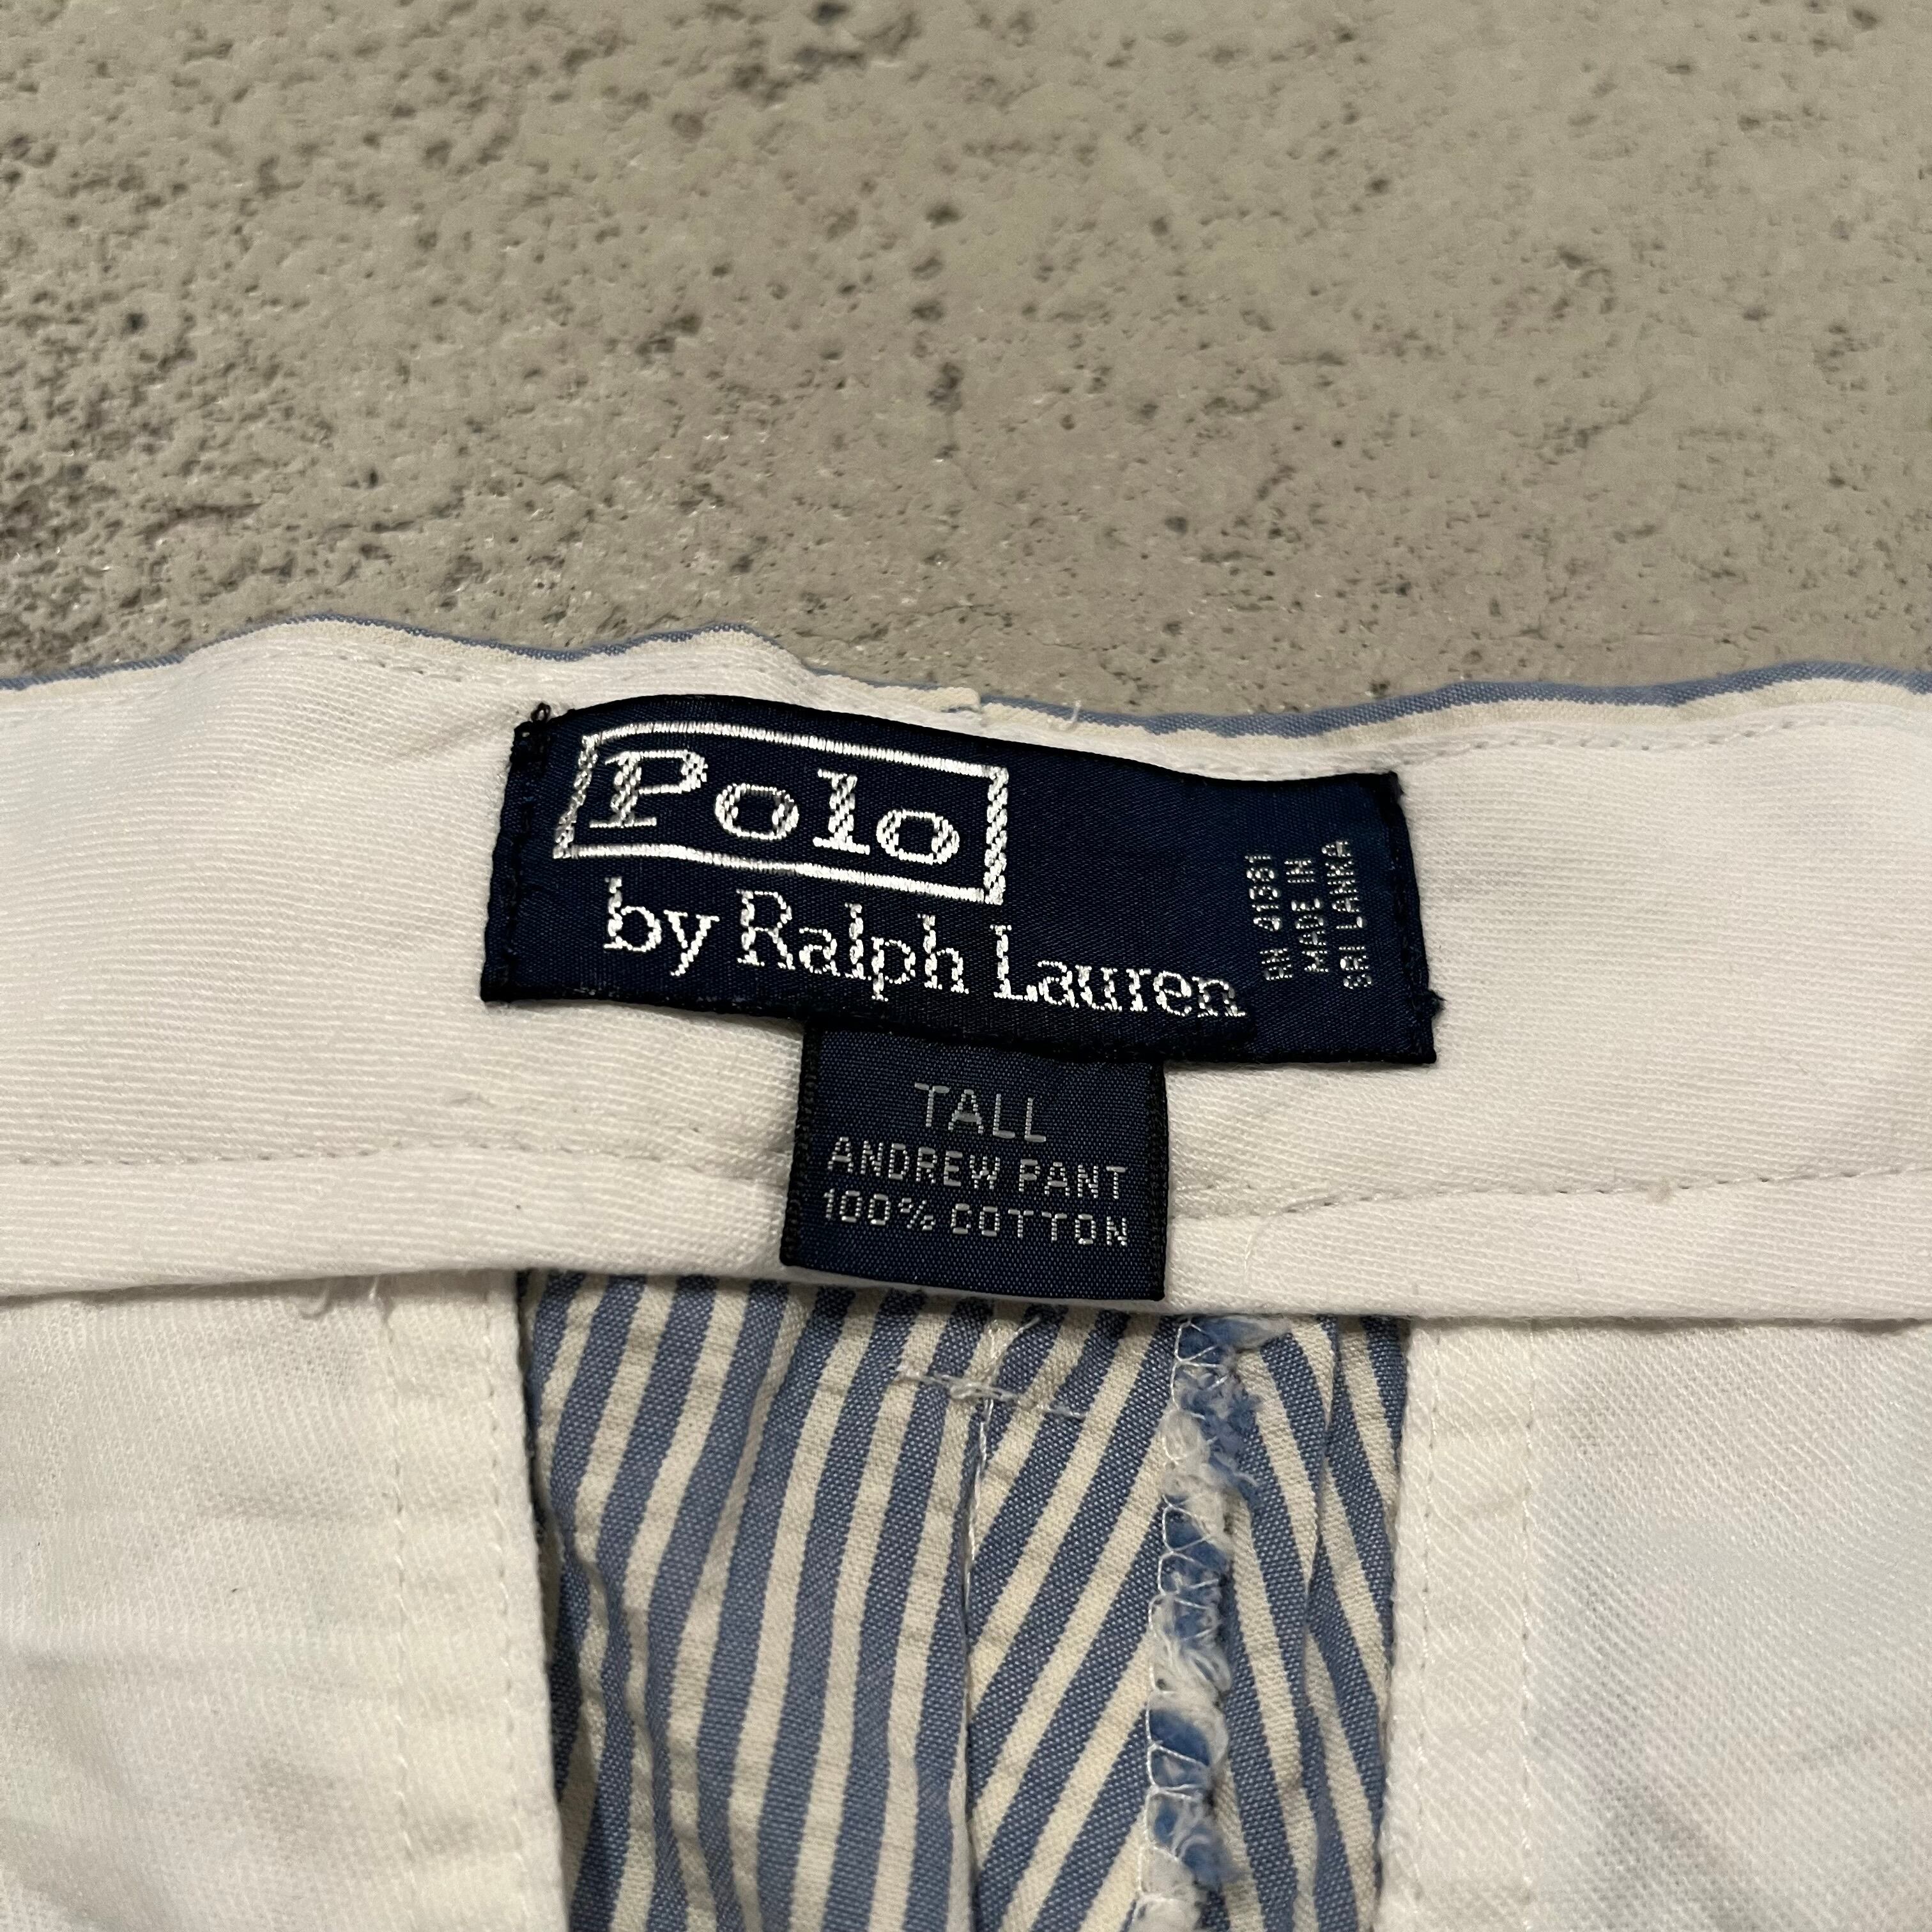 Polo
by Ralph Lauren
RN 41381
MADE IN
SRI LANKA
TALL
ANDREW PANT
100% COTTON